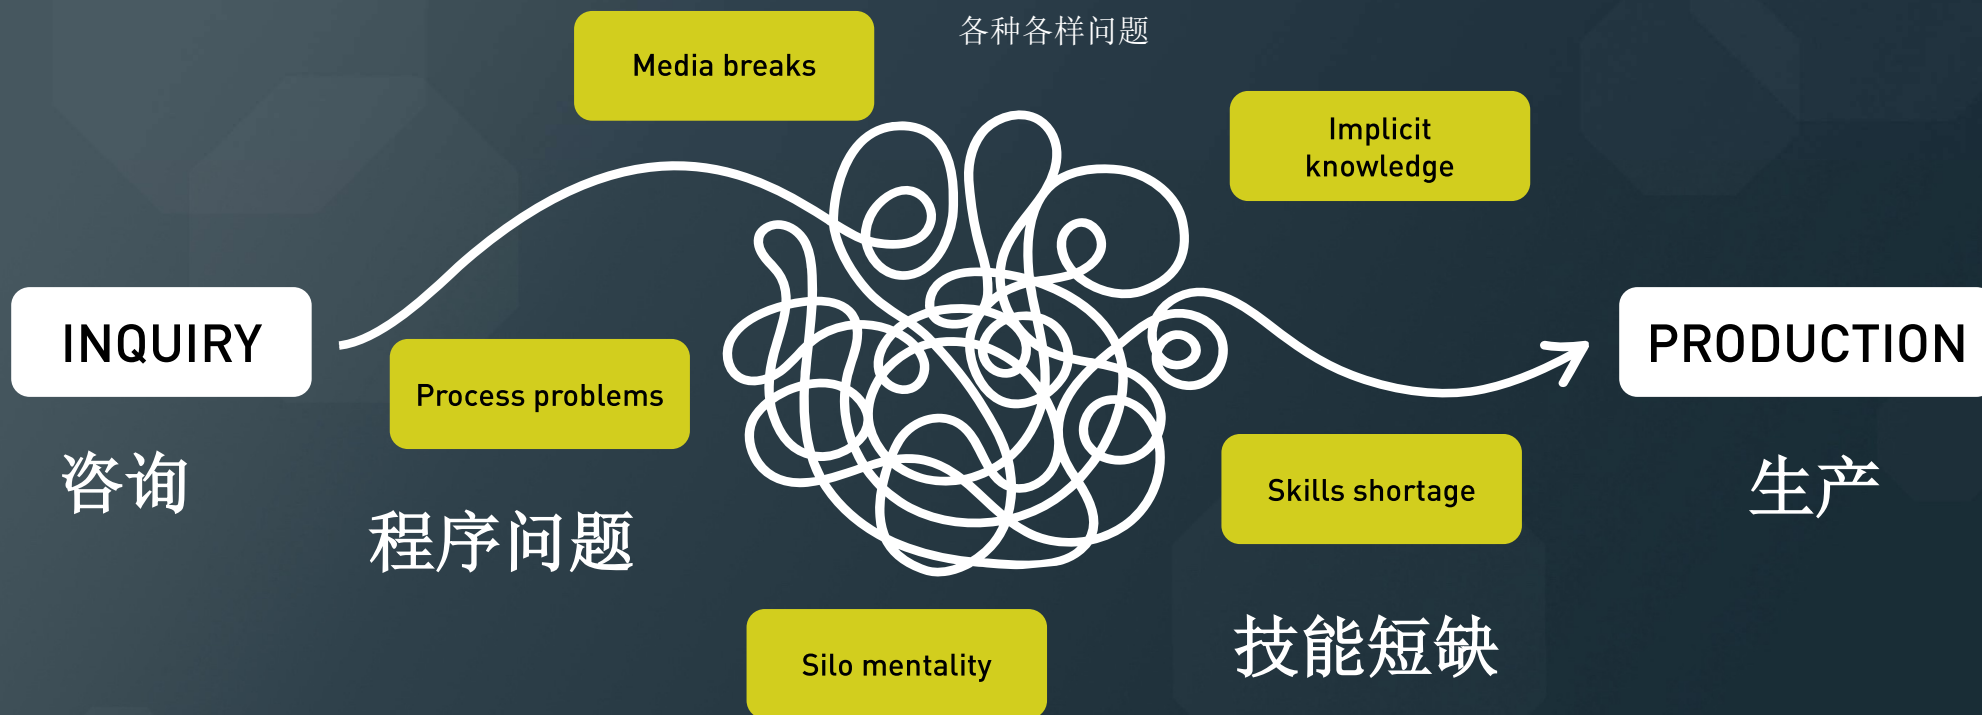 各种各样问题
Media breaks
Implicit
knowledge
INQUIRY
PRODUCTION
Process problems
咨询
生产
Skills shortage
程序问题
技能短缺
Silo mentality